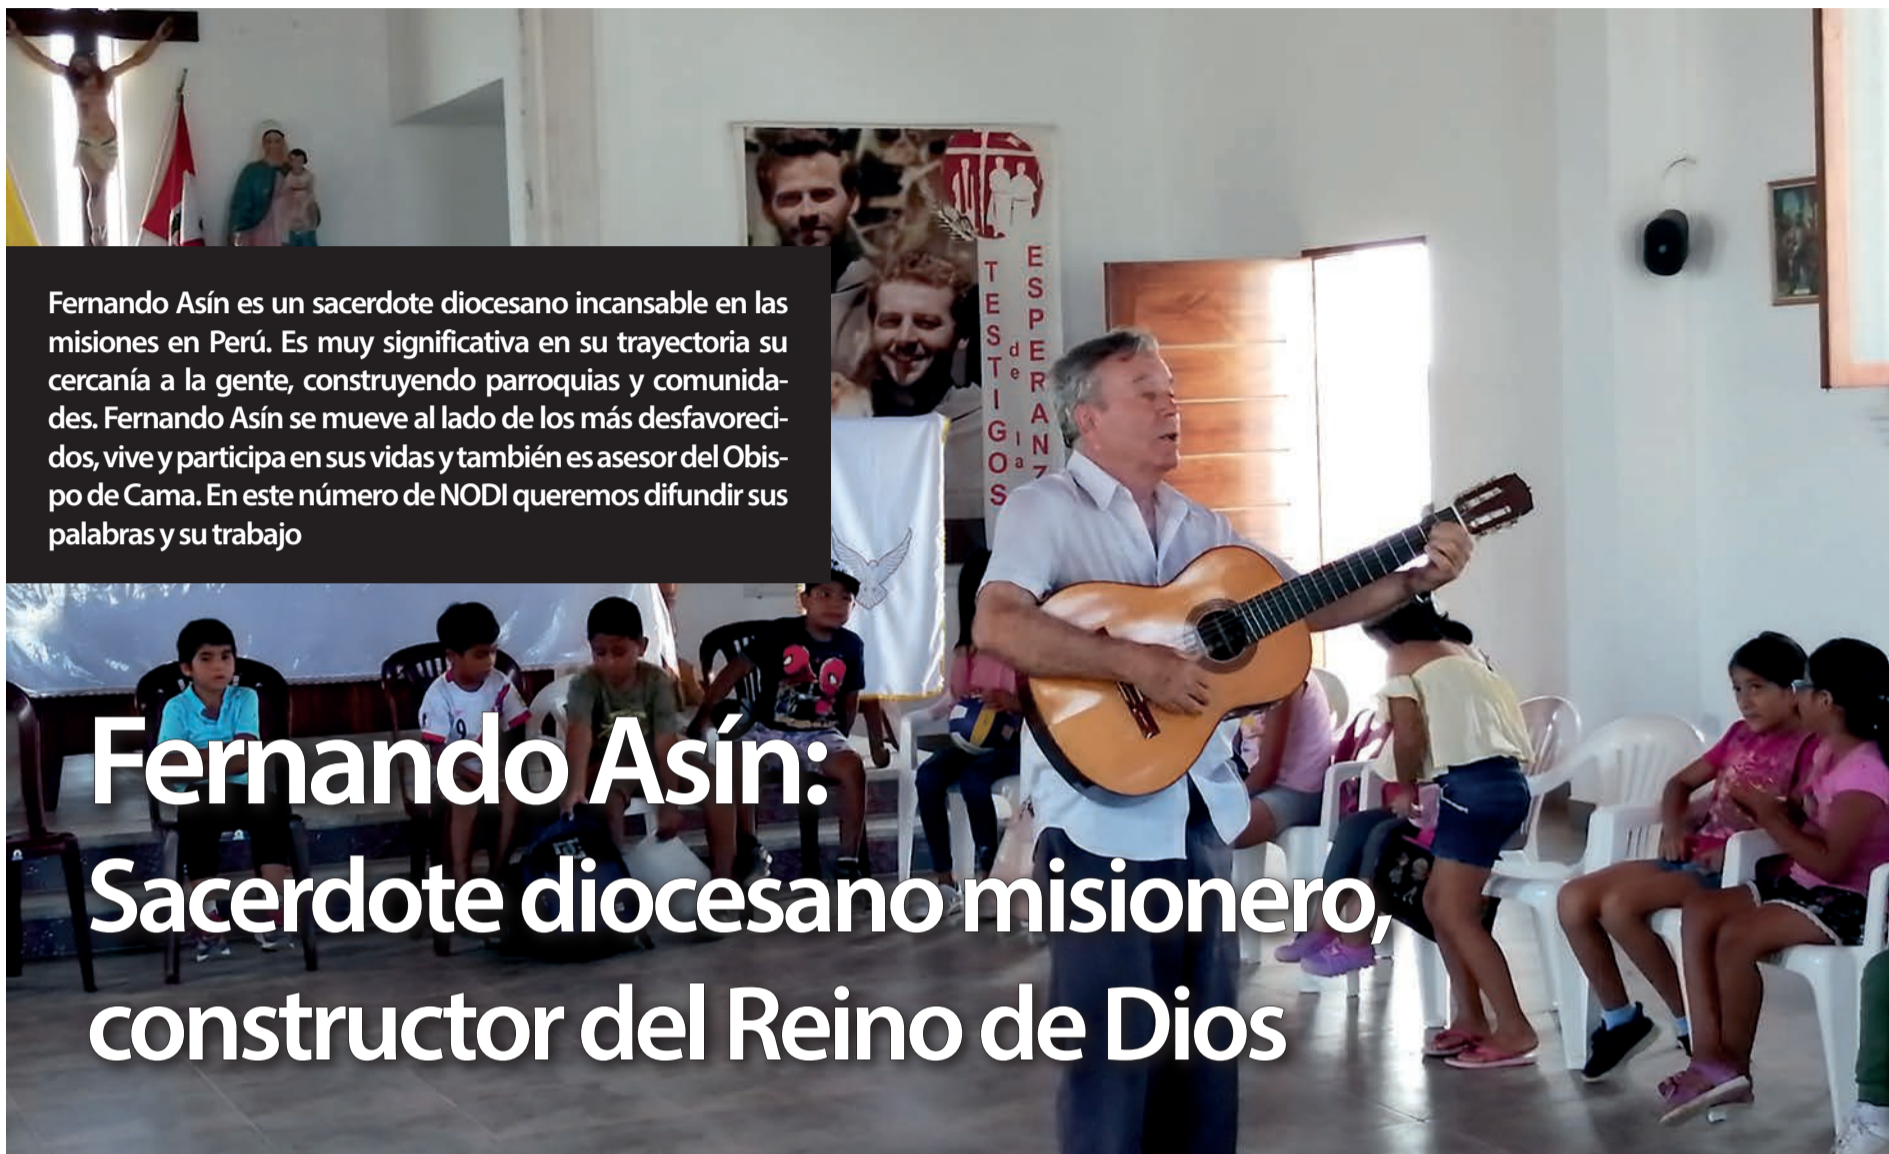 Fernando Asín es un sacerdote diocesano incansable en las
misiones en Perú. Es muy significativa en su trayectoria su
cercanía a la gente, construyendo parroquias y comunida-
des. Fernando Asín se mueve al lado de los más desfavoreci-
dos, vive y participa en sus vidas y también es asesor del Obis-
po de Cama. En este número de NODI queremos difundir sus
palabras y su trabajo
TESTIGOS
de la
ESPERANZ
9
Fernando Asín:
Sacerdote diocesano misionero,
constructor del Reino de Dios